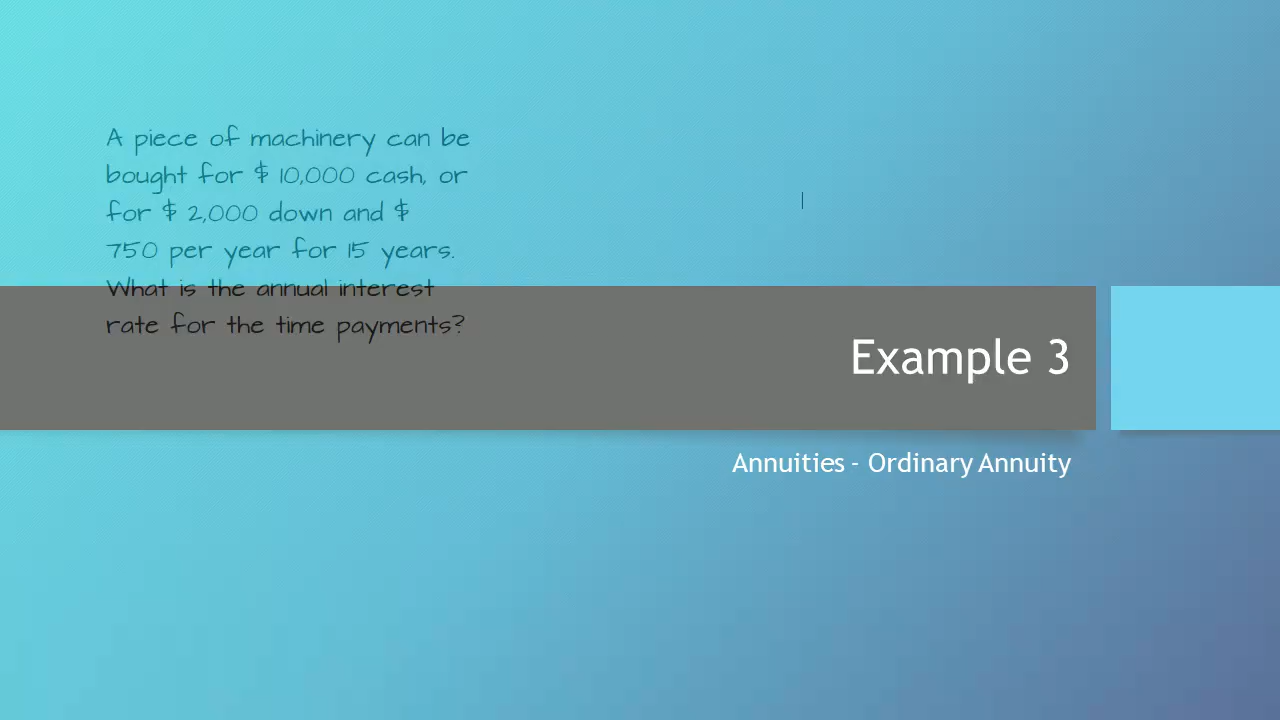 A piece of machinery can be
bought for $ 10,000 cash, or
for $ 2,000 down and $
750 per year for 15 years.
What is the annual interest
rate for the time payments?
Example 3
Annuities - Ordinary Annuity